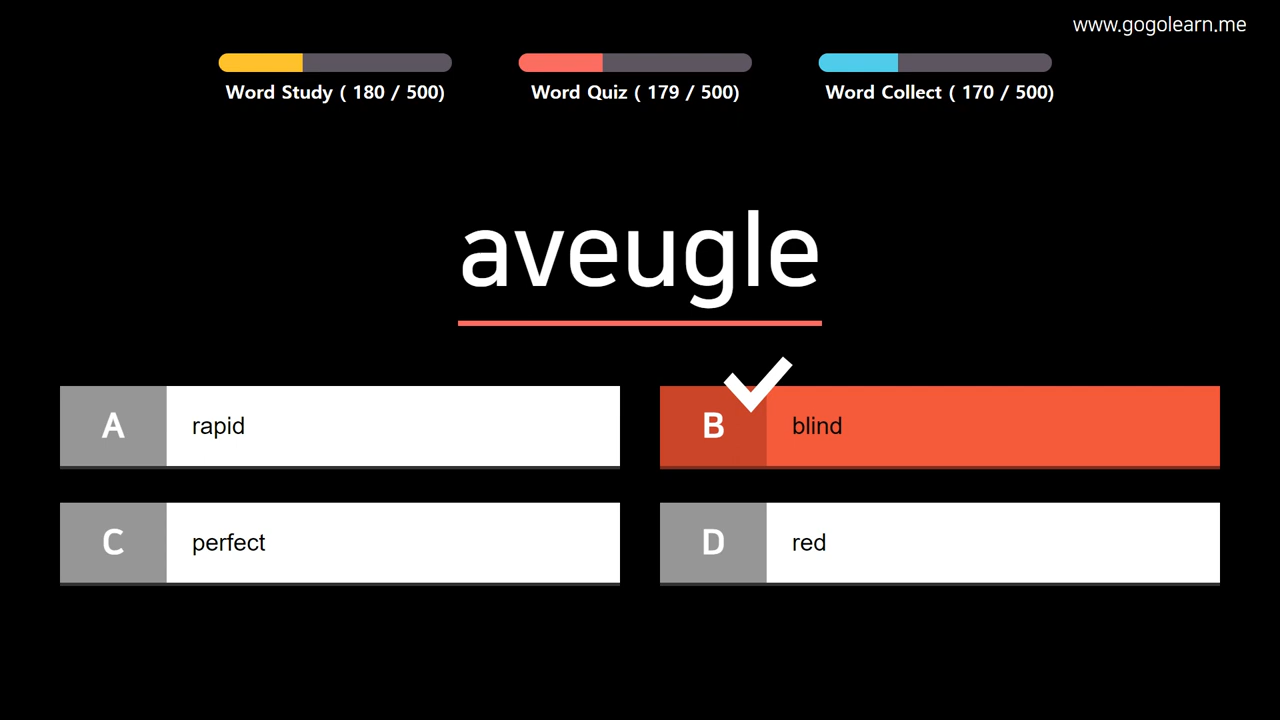 www.gogolearn.me
Word Study ( 180 / 500)
Word Quiz ( 179 / 500)
Word Collect ( 170 / 500)
aveugle
A rapid
B blind
C perfect
D red